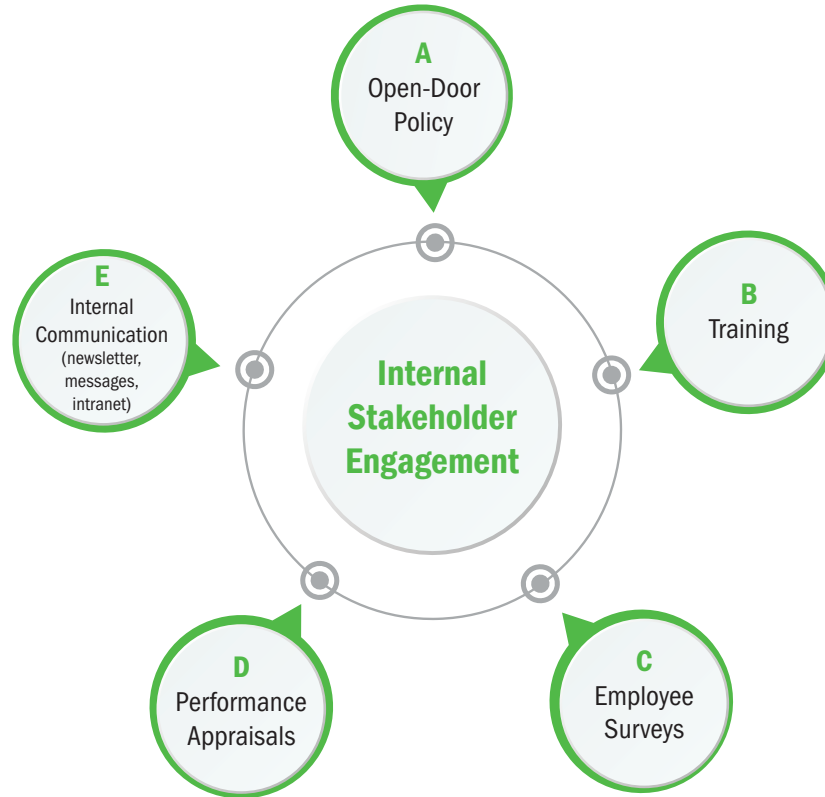 A
Open-Door
Policy
B
Training
C
Employee
Surveys
D
Performance
Appraisals
E
Internal
Communication
(newsletter,
messages,
intranet)
Internal
Stakeholder
Engagement